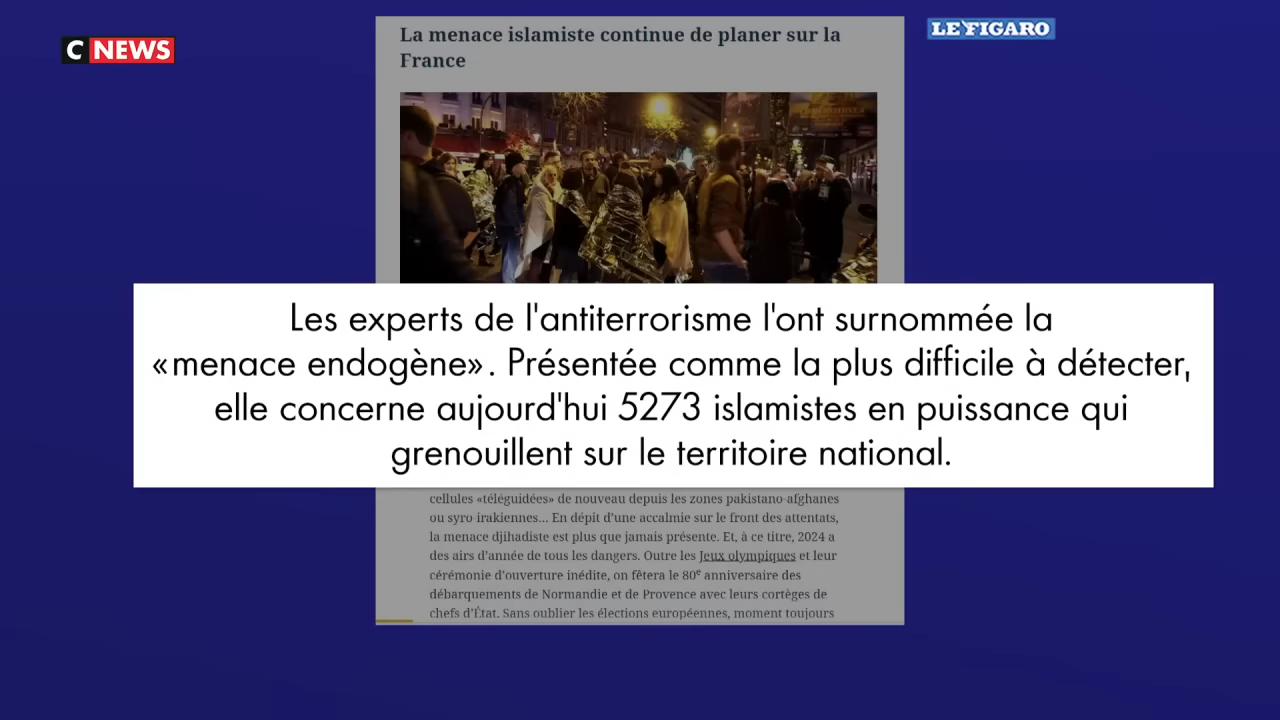 CNEWS
LE FIGARO
La menace islamiste continue de planer sur la
France
Les experts de l'antiterrorisme l'ont surnommée la
«menace endogène». Présentée comme la plus difficile à détecter,
elle concerne aujourd'hui 5273 islamistes en puissance qui
grenouillent sur le territoire national.
cellules «téléguidées» de nouveau depuis les zones pakistano-afghanes
ou syro-irakiennes... En dépit d'une accalmie sur le front des attentats,
la menace djihadiste est plus que jamais présente. Et, à ce titre, 2024 a
des airs d'année de tous les dangers. Outre les Jeux olympiques et leur
cérémonie d'ouverture inédite, on fêtera le 80e anniversaire des
débarquements de Normandie et de Provence avec leurs cortèges de
chefs d'État. Sans oublier les élections européennes, moment toujours